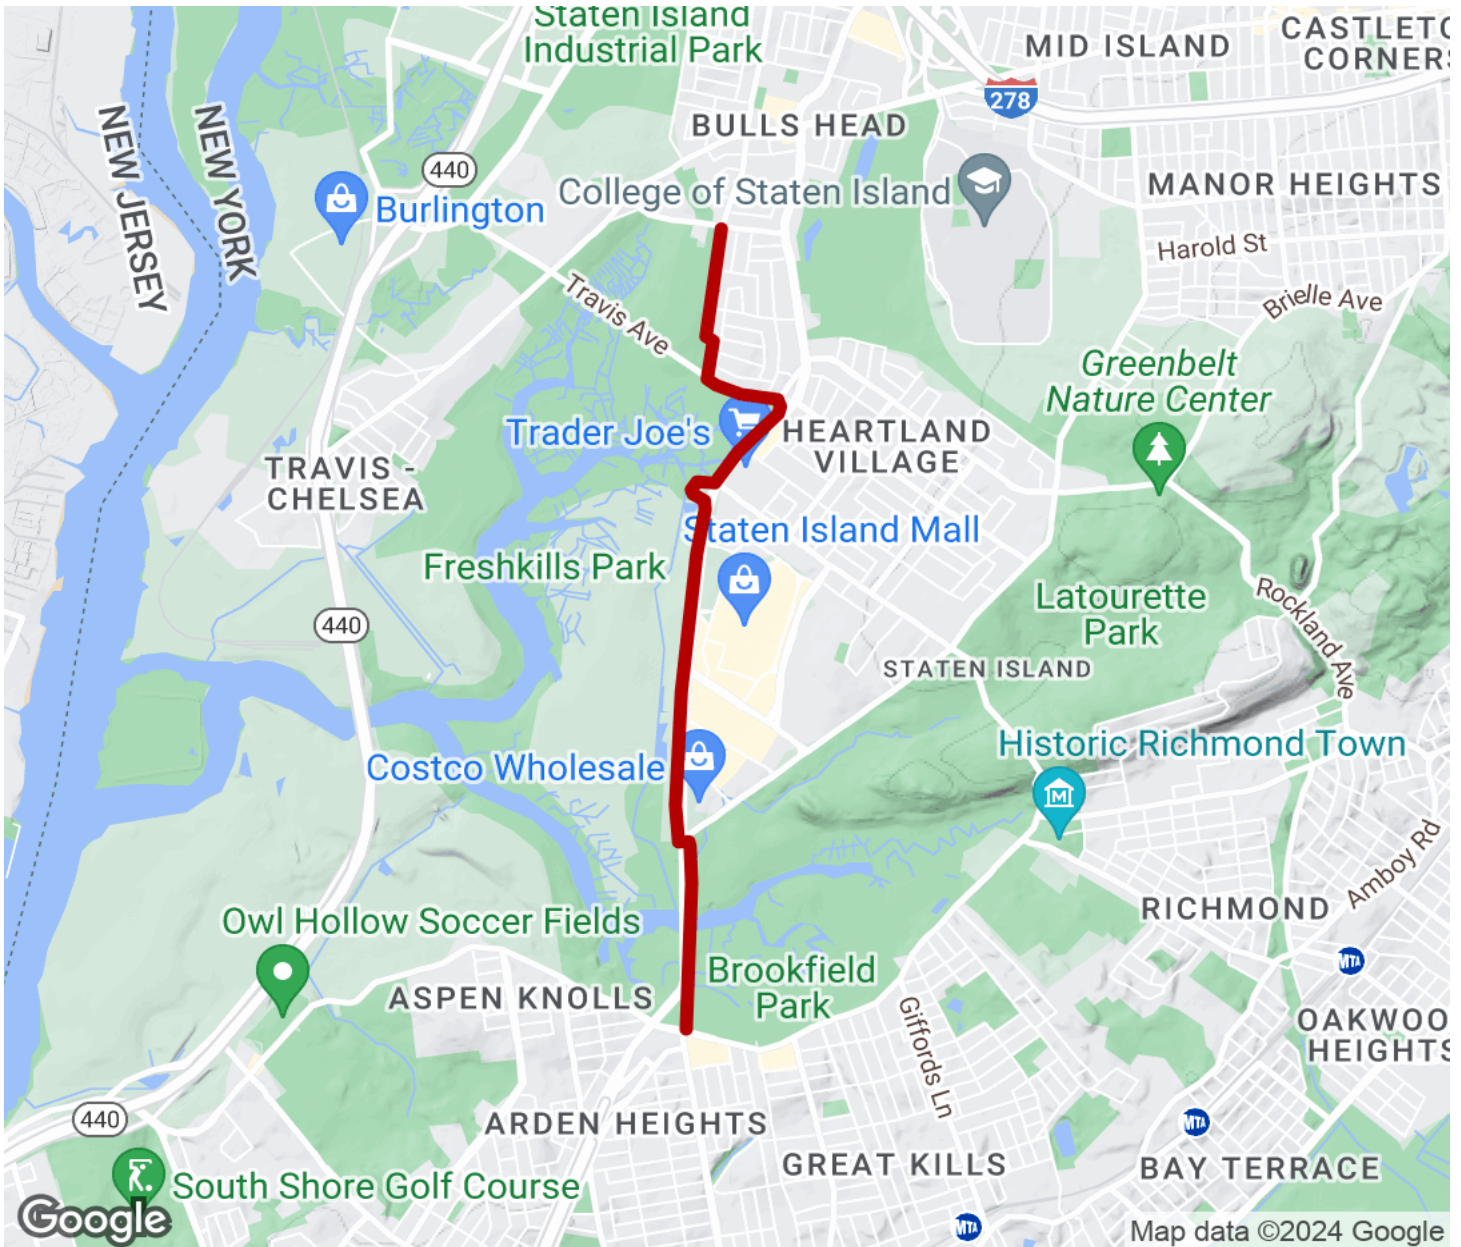 Staten Island
Industrial Park
MID ISLAND
CASTLETO
CORNERS
278
BULLS HEAD
NEW JERSEY
NEW YORK
440
College of Staten Island
MANOR HEIGHTS
Burlington
Harold St
Travis Ave
Brielle Ave
Greenbelt
Nature Center
Trader Joe's
HEARTLAND
VILLAGE
TRAVIS -
CHELSEA
Staten Island Mall
Freshkills Park
Latourette
Park
Rockland Ave
440
STATEN ISLAND
Historic Richmond Town
Costco Wholesale
M
Amboy Rd
Owl Hollow Soccer Fields
RICHMOND
MTA
Brookfield
Park
ASPEN KNOLLS
Giffords Ln
OAKWOO
HEIGHTS
440
ARDEN HEIGHTS
MTA
GREAT KILLS
BAY TERRACE
South Shore Golf Course
Google
MTA
Map data ©2024 Google